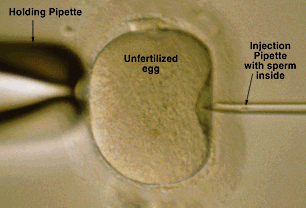 Holding Pipette
Unfertilized
egg
Injection
Pipette
with sperm
inside